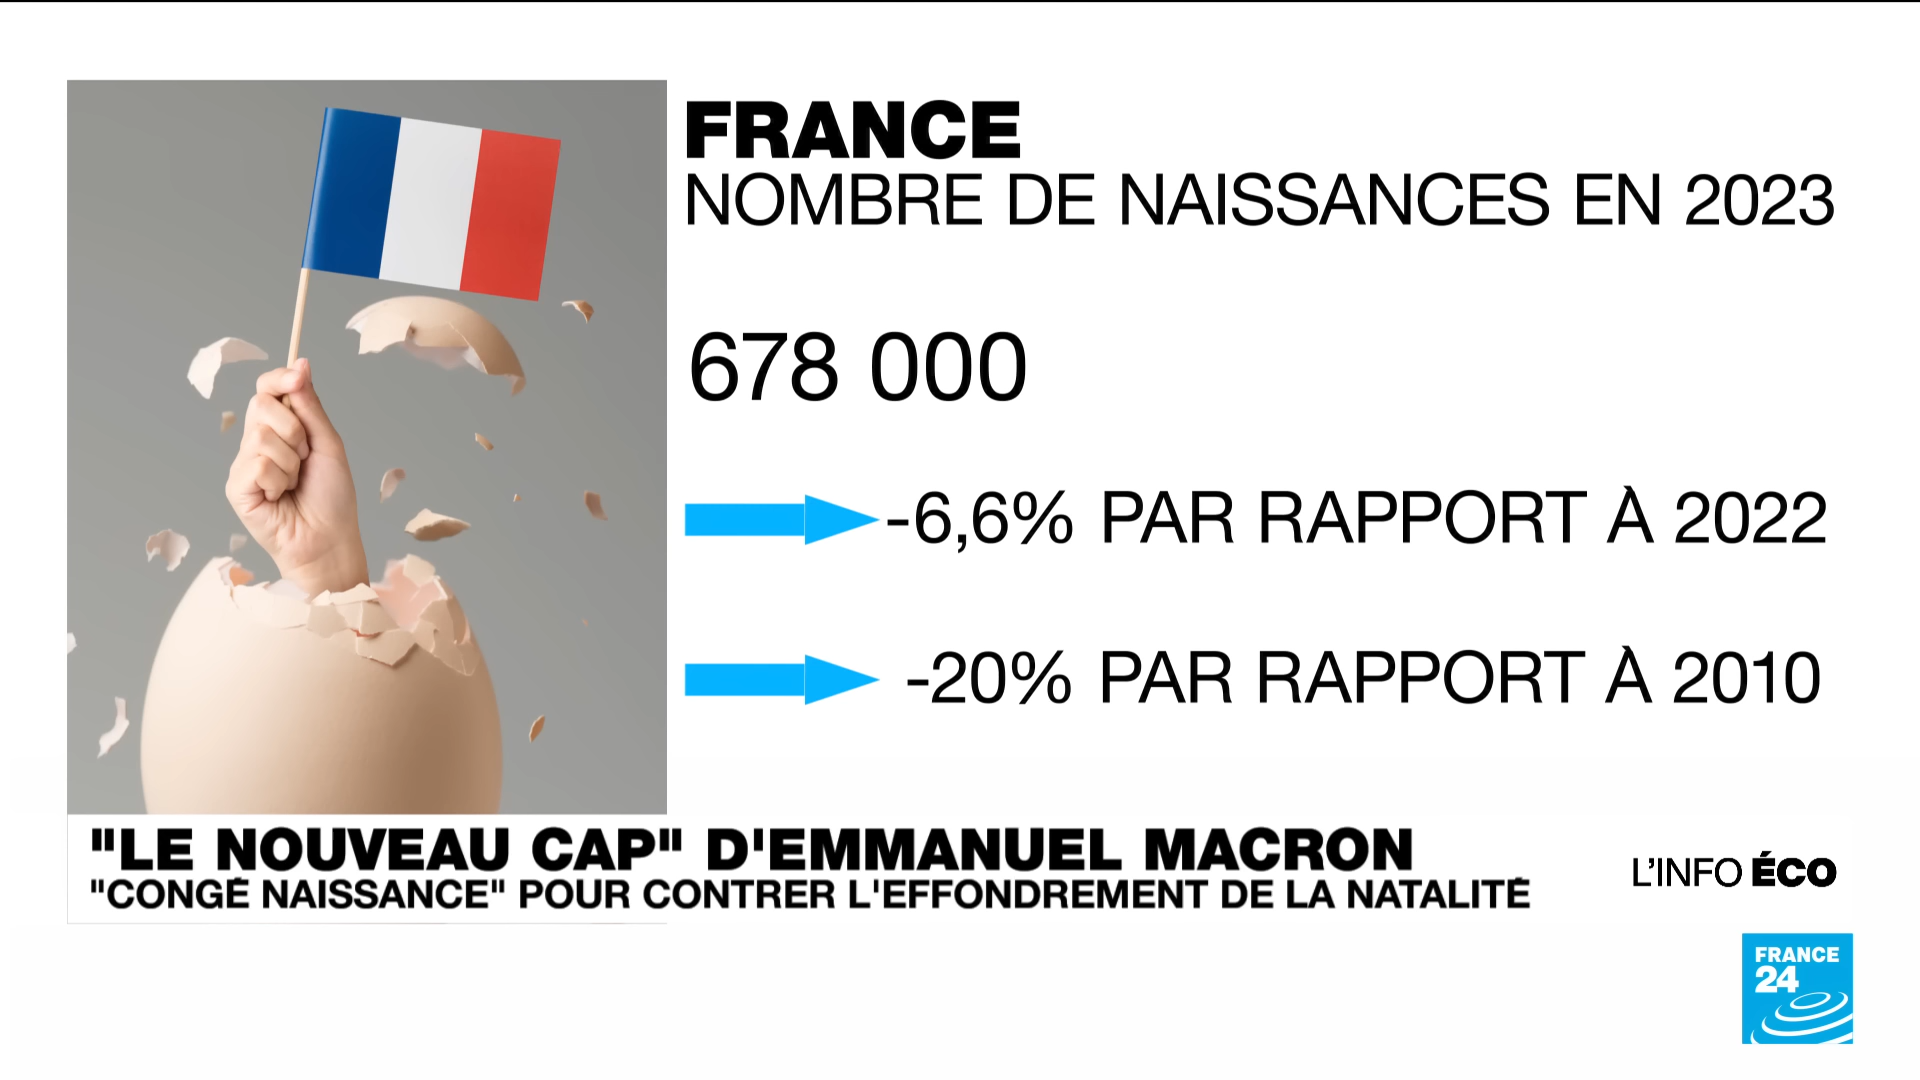 FRANCE
NOMBRE DE NAISSANCES EN 2023
678 000
-6,6% PAR RAPPORT À 2022
-20% PAR RAPPORT À 2010
"LE NOUVEAU CAP" D'EMMANUEL MACRON
"CONGÉ NAISSANCE" POUR CONTRER L'EFFONDREMENT DE LA NATALITÉ
L'INFO ÉCO
FRANCE
24